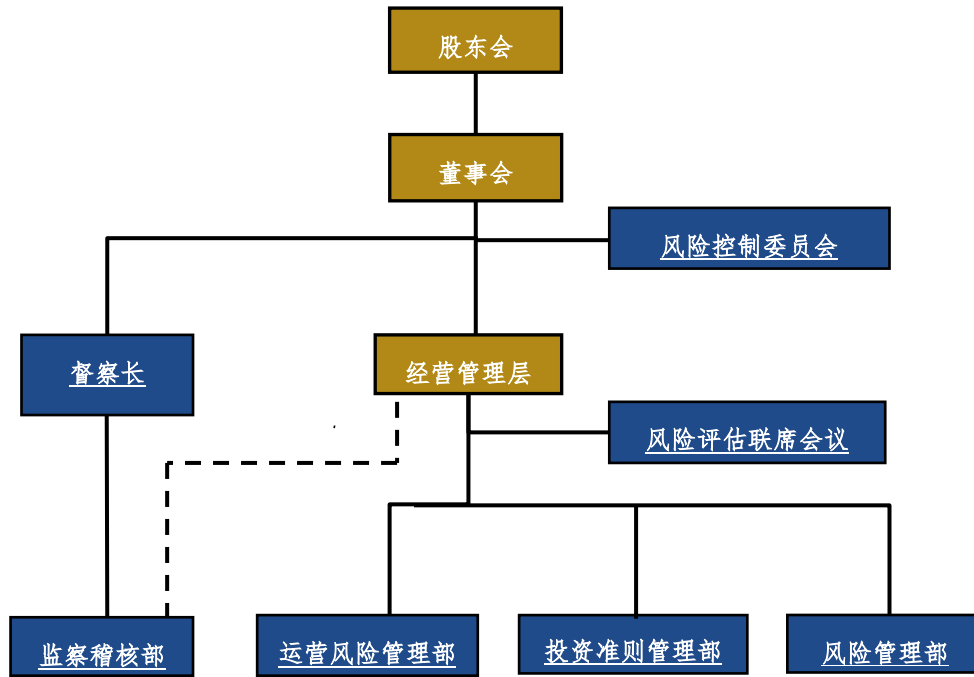 股东会
董事会
风险控制委员会
督察长
经营管理层
风险评估联席会议
监察稽核部
运营风险管理部
投资准则管理部
风险管理部